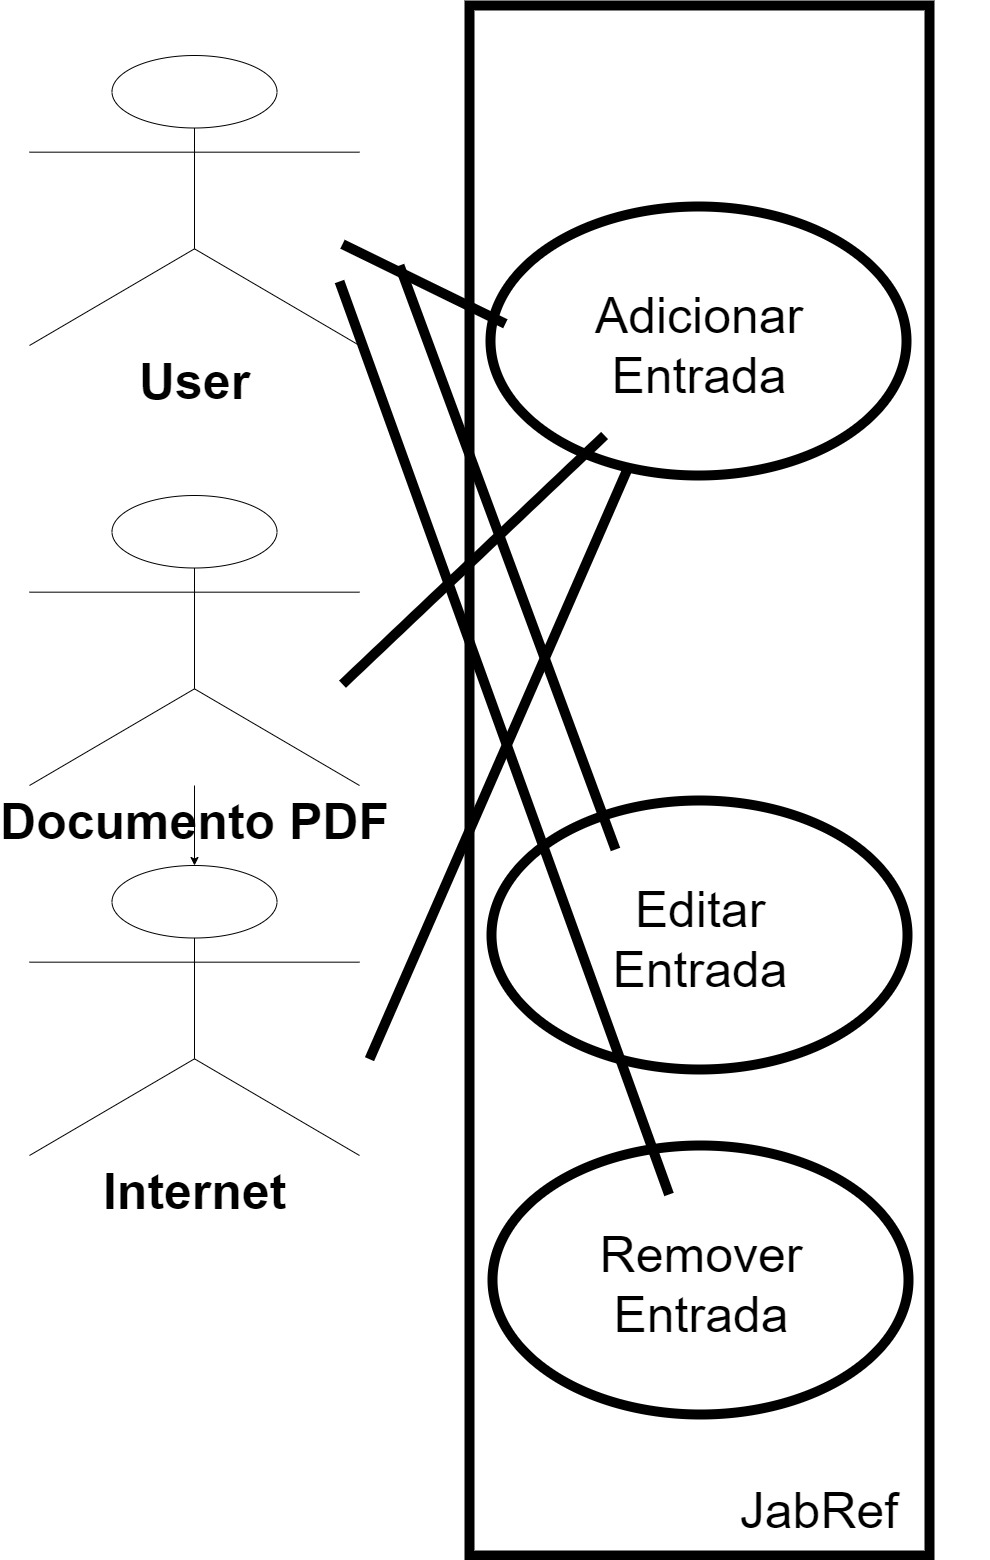 User
Adicionar
Entrada
Documento PDF
Editar
Entrada
Internet
Remover
Entrada
JabRef